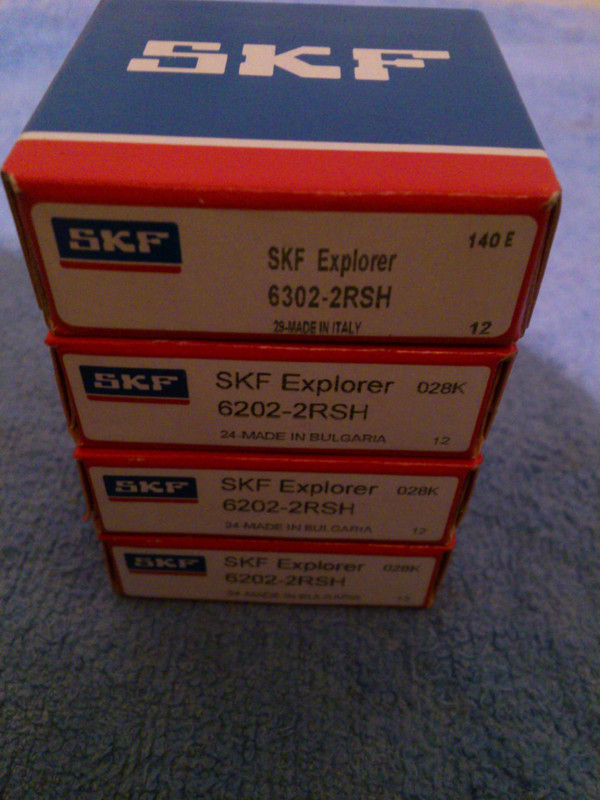 SKF
SKF
140 E
SKF Explorer
6302-2RSH
28-MADE IN ITALY
12
SKF
SKF Explorer
028K
6202-2RSH
24-MADE IN BULGARIA
12
SKF
SKF Explorer
028K
6202-2RSH
24-MADE IN BULGARIA
12
SKF
SKF Explorer
028K
6202-2RSH
24-MADE IN BULGARIA